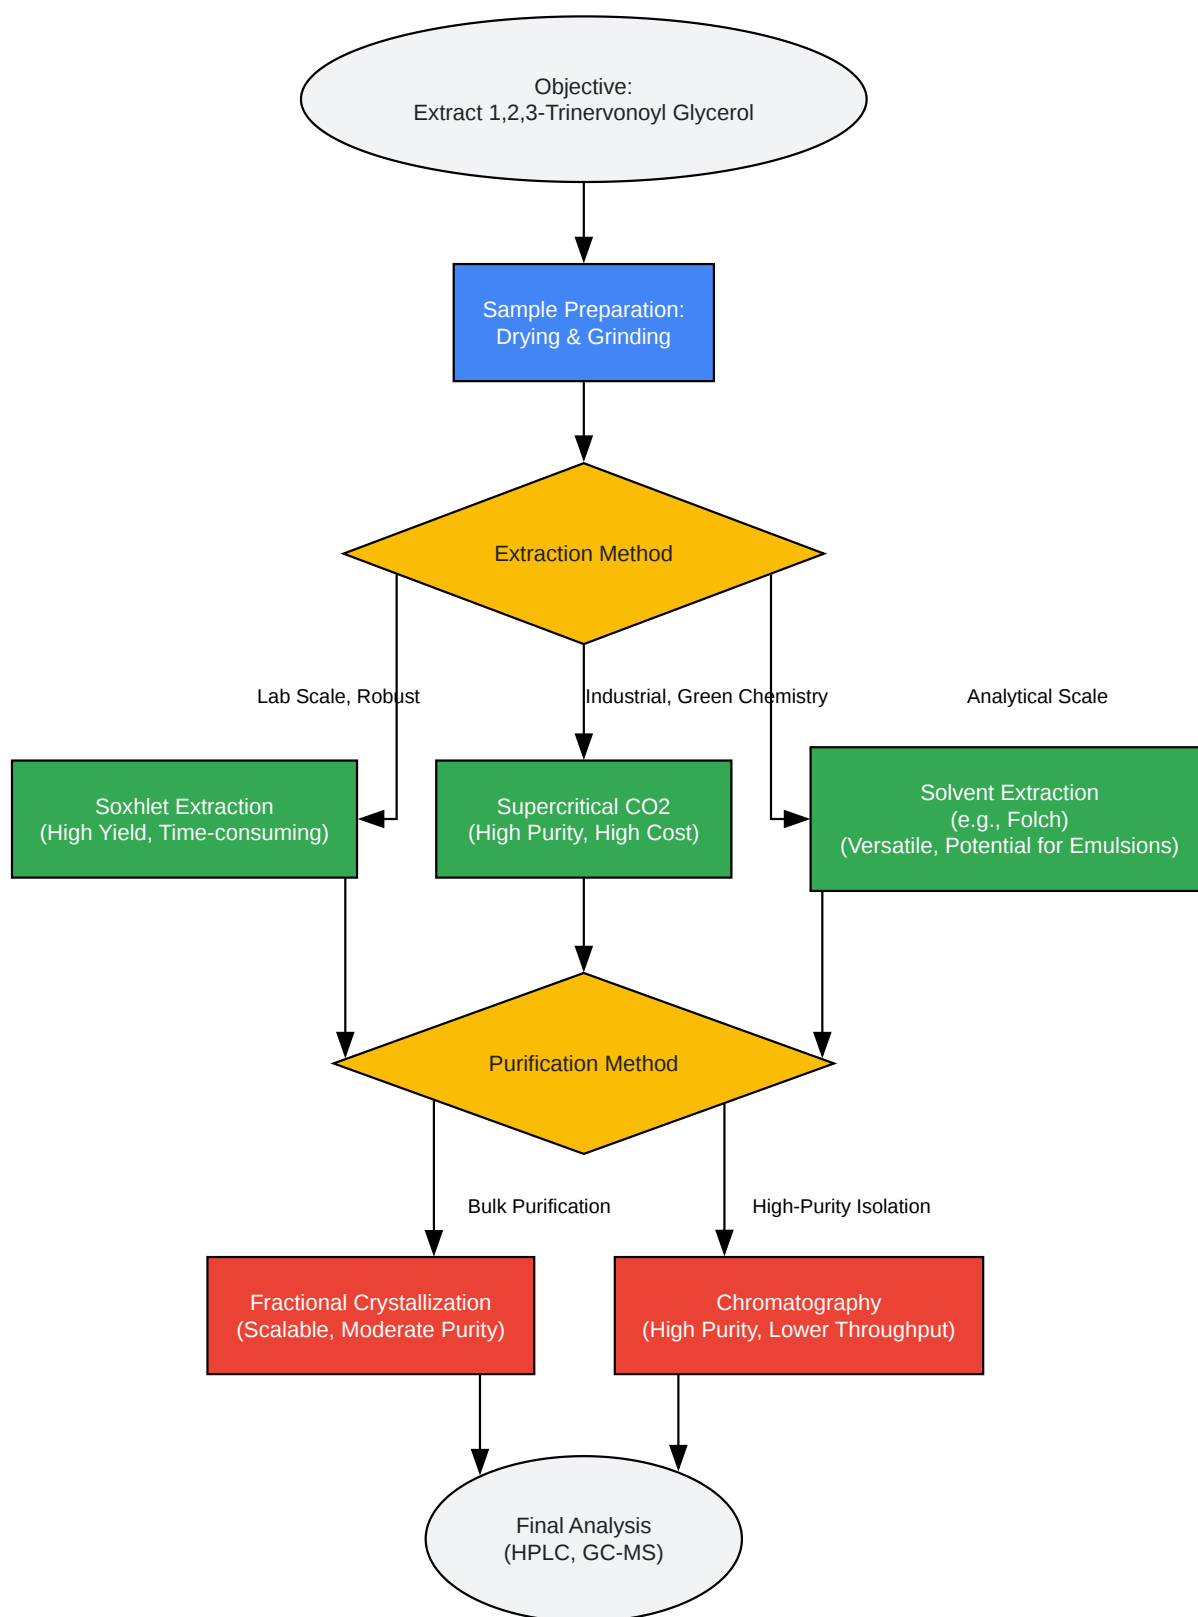 Objective:
Extract 1,2,3-Trinervonoyl Glycerol
Sample Preparation:
Drying & Grinding
Extraction Method
Lab Scale, Robust
Industrial, Green Chemistry
Analytical Scale
Soxhlet Extraction
(High Yield, Time-consuming)
Supercritical CO2
(High Purity, High Cost)
Solvent Extraction
(e.g., Folch)
(Versatile, Potential for Emulsions)
Purification Method
Bulk Purification
High-Purity Isolation
Fractional Crystallization
(Scalable, Moderate Purity)
Chromatography
(High Purity, Lower Throughput)
Final Analysis
(HPLC, GC-MS)